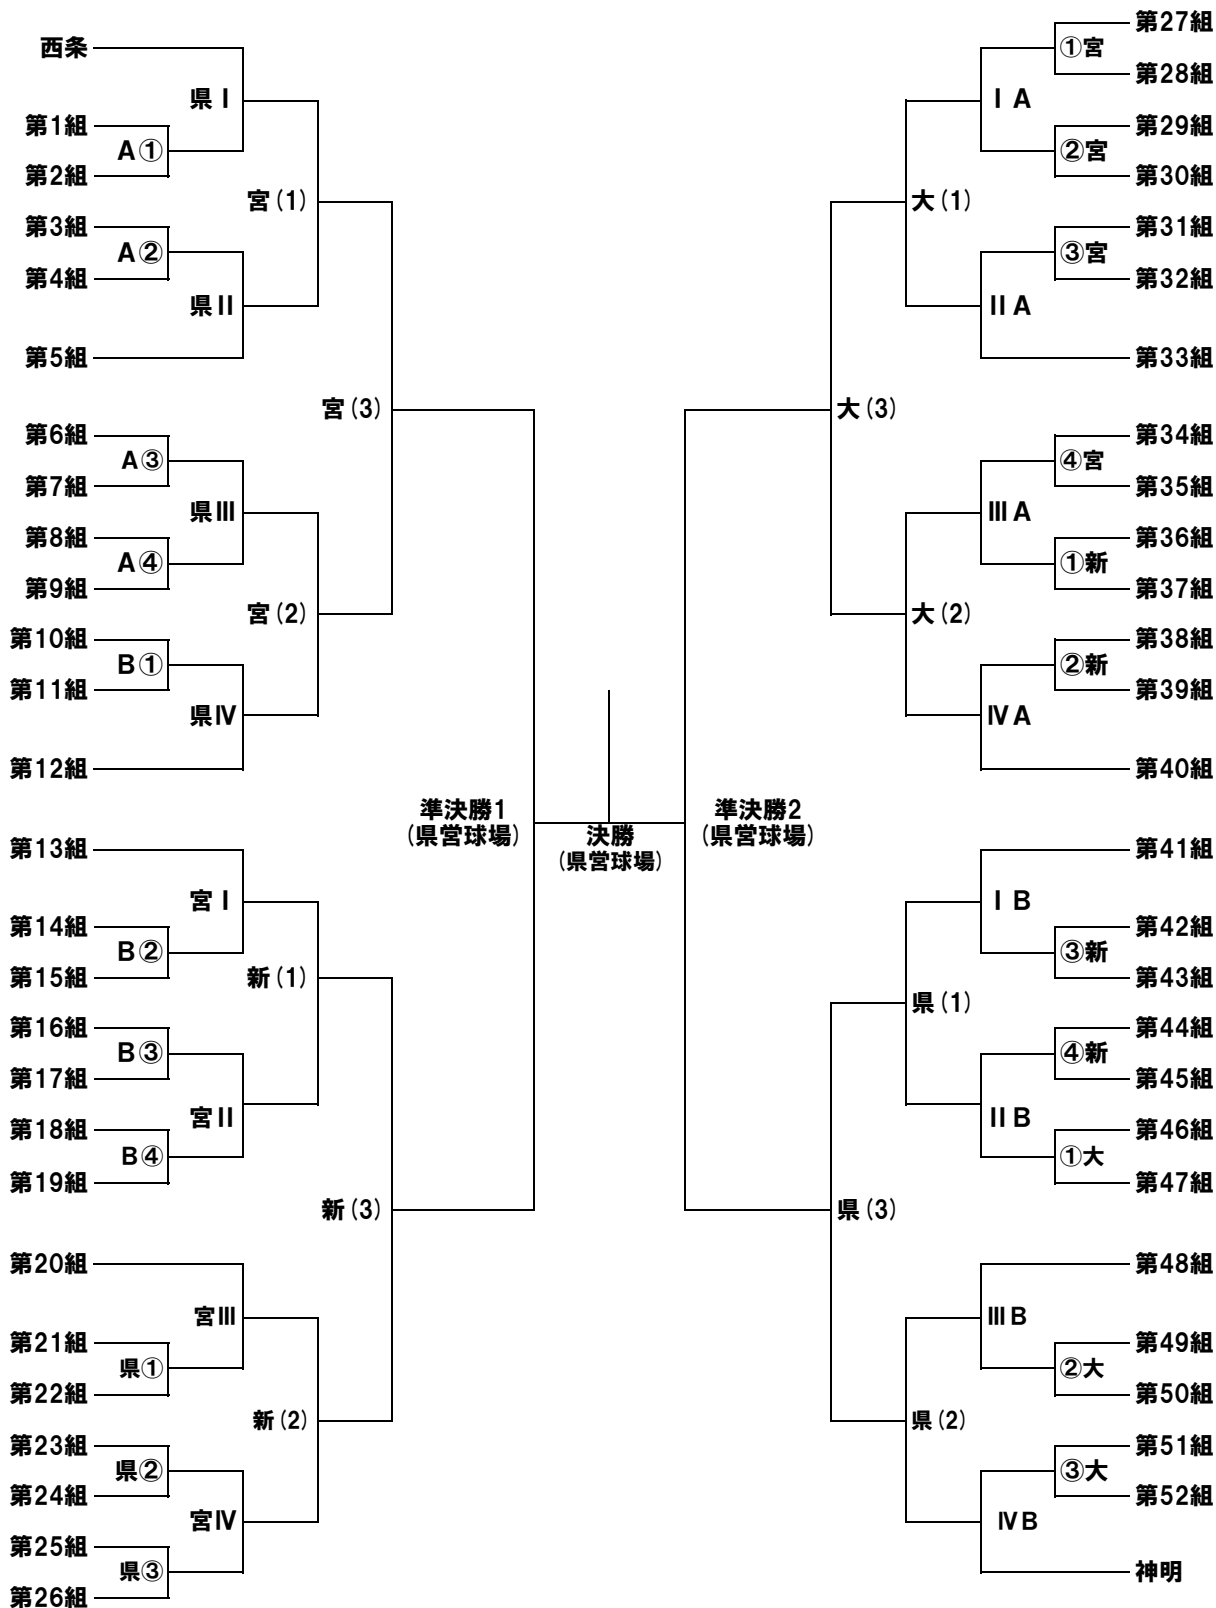 西条
県Ⅰ
第1組
A①
第2組
宮(1)
第3組
A②
第4組
県Ⅱ
第5組
宮(3)
第6組
A③
第7組
県Ⅲ
第8組
A④
第9組
宮(2)
第10組
B①
第11組
県Ⅳ
第12組
準決勝1
(県営球場)
第13組
宮Ⅰ
第14組
B②
第15組
新(1)
第16組
B③
第17組
宮Ⅱ
第18組
B④
第19組
新(3)
第20組
宮Ⅲ
第21組
県①
第22組
新(2)
第23組
県②
第24組
宮Ⅳ
第25組
県③
第26組
決勝
(県営球場)
第27組
①宮
第28組
ⅠA
第29組
②宮
第30組
大(1)
第31組
③宮
第32組
ⅡA
第33組
大(3)
第34組
④宮
第35組
ⅢA
第36組
①新
第37組
大(2)
第38組
②新
第39組
ⅣA
第40組
準決勝2
(県営球場)
第41組
ⅠB
第42組
③新
第43組
県(1)
第44組
④新
第45組
ⅡB
第46組
①大
第47組
県(3)
第48組
ⅢB
第49組
②大
第50組
県(2)
第51組
③大
第52組
ⅣB
神明